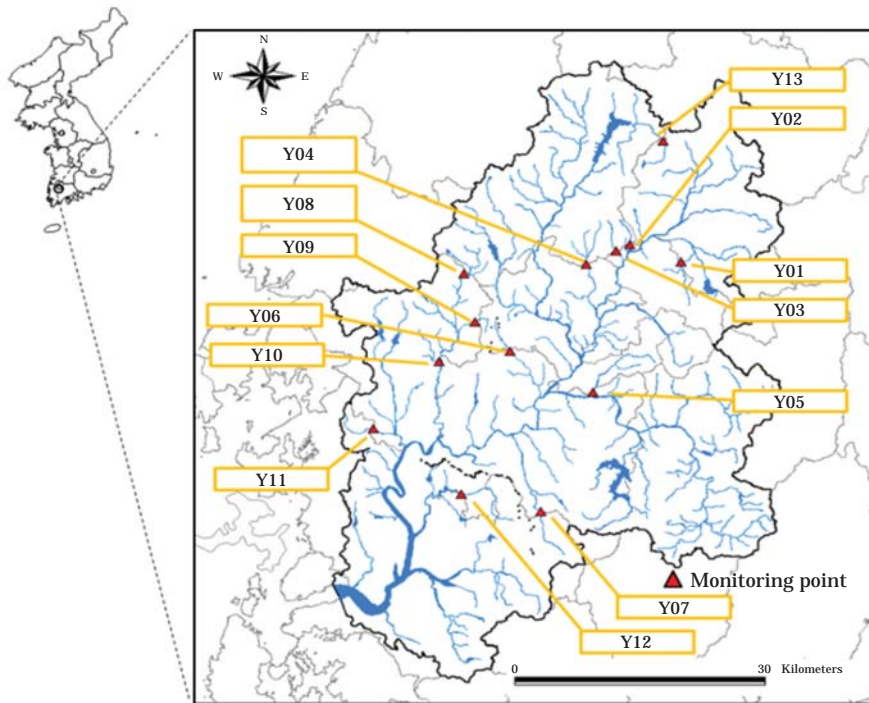 N
W E
S
Y13
Y02
Y04
Y08
Y09
Y01
Y03
Y06
Y10
Y05
Y11
Monitoring point
Y07
Y12
0 30 Kilometers